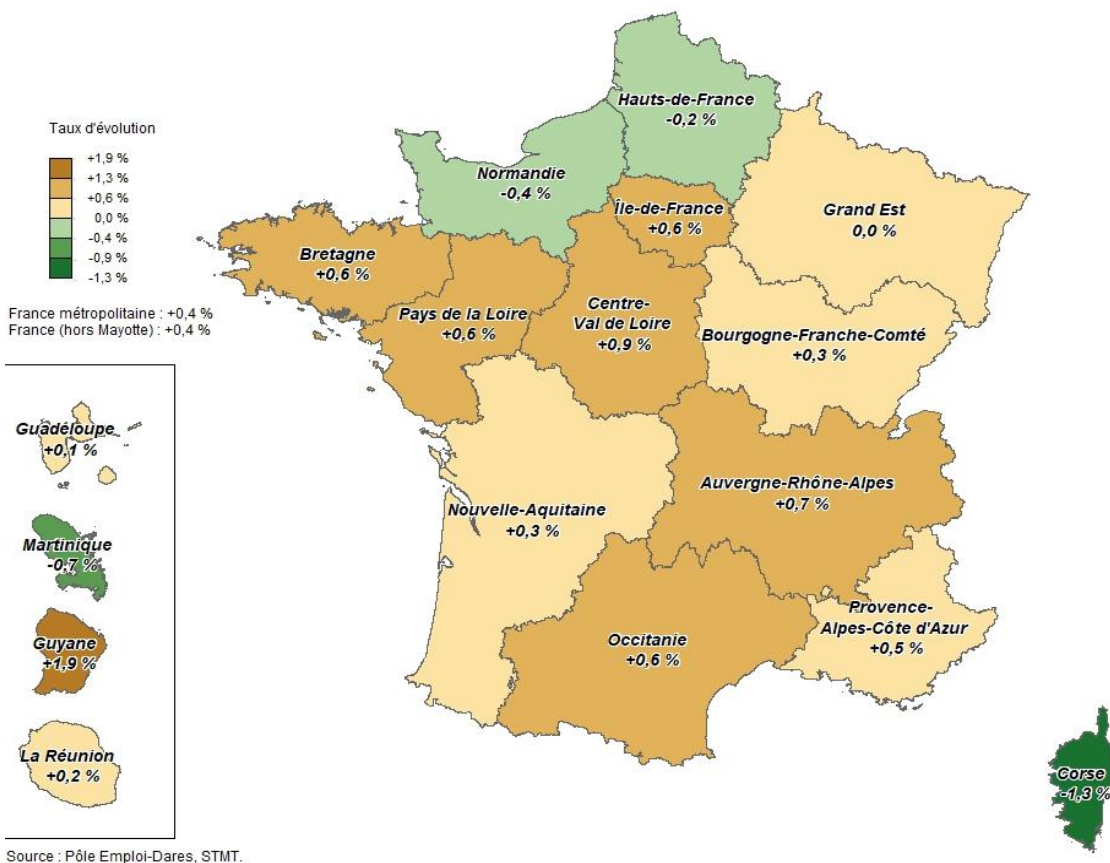 Taux d'évolution
+1,9 %
+1,3 %
+0,6 %
0,0 %
-0,4 %
-0,9 %
-1,3 %
France métropolitaine : +0,4 %
France (hors Mayotte) : +0,4 %
Hauts-de-France
-0,2 %
Normandie
-0,4 %
Île-de-France
+0,6 %
Grand Est
0,0 %
Bretagne
+0,6 %
Pays de la Loire
+0,6 %
Centre-
Val de Loire
+0,9 %
Bourgogne-Franche-Comté
+0,3 %
Auvergne-Rhône-Alpes
+0,7 %
Nouvelle-Aquitaine
+0,3 %
Provence-
Alpes-Côte d'Azur
+0,5 %
Occitanie
+0,6 %
Corse
-1,3 %
Guadeloupe
+0,1 %
Martinique
-0,7 %
Guyane
+1,9 %
La Réunion
+0,2 %
Source : Pôle Emploi-Dares, STMT.